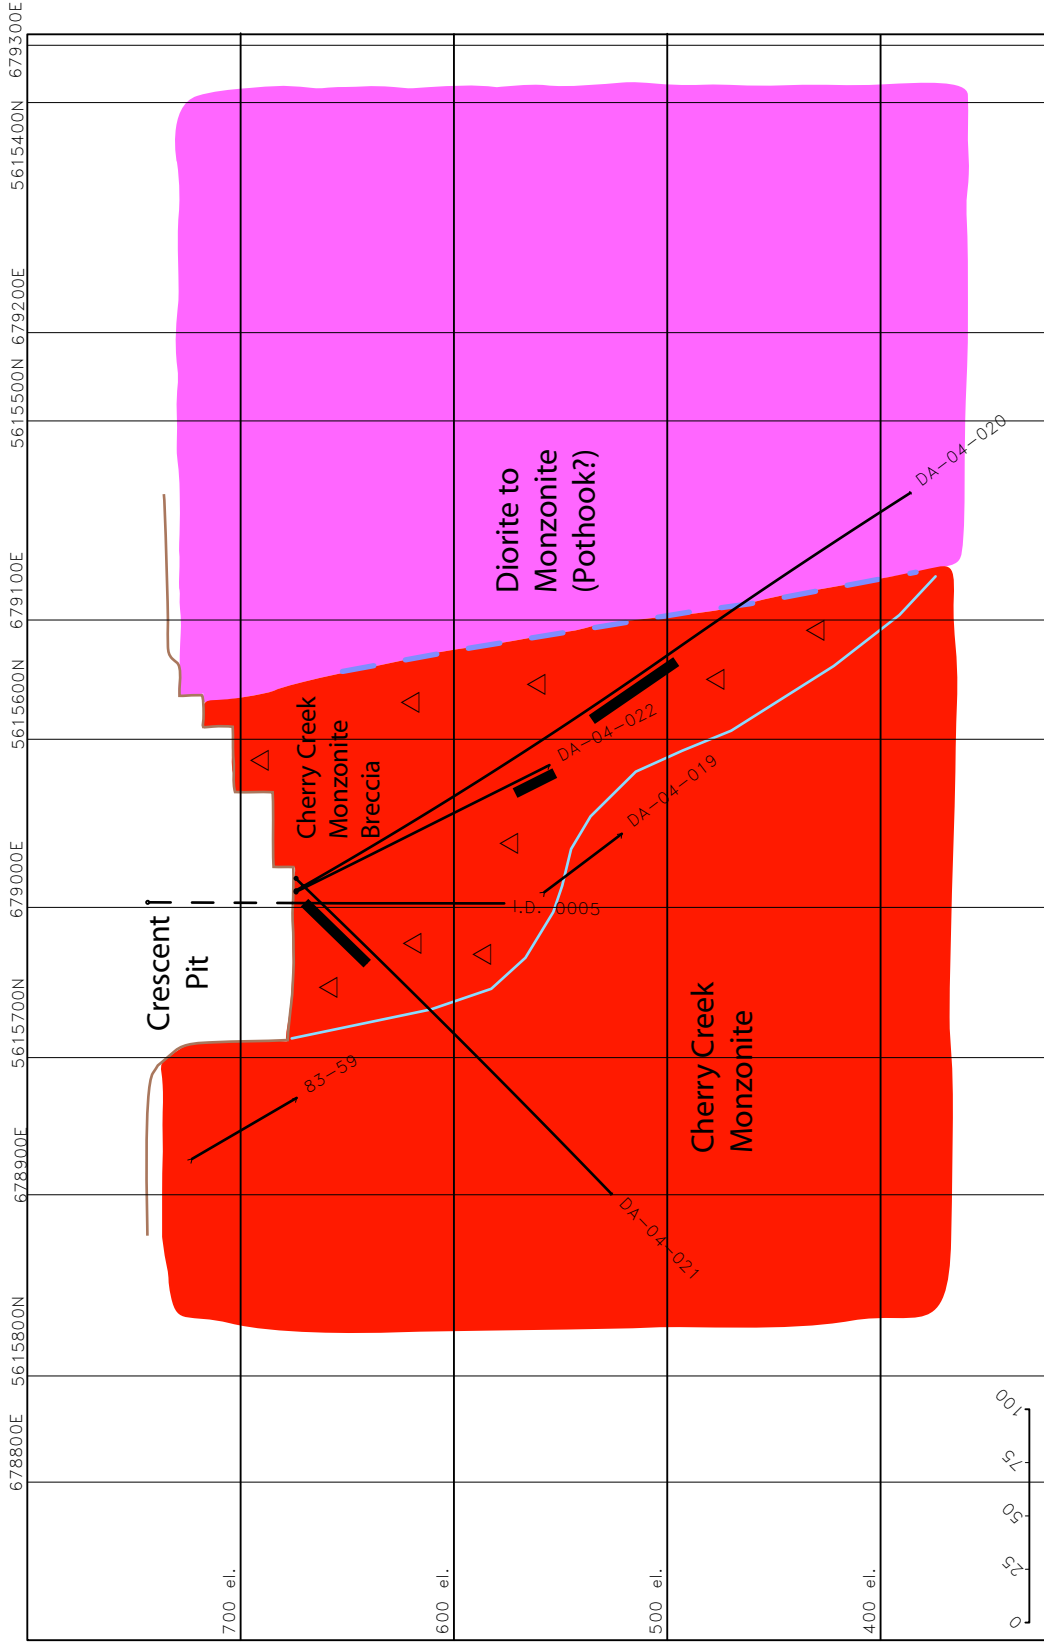 678800E
5615800N
678900E
5615700N
679000E
5615600N
679100E
5615500N
679200E
5615400N
679300E
Crescent
Pit
83-59
Cherry Creek
Monzonite
Breccia
I.D. 0005
DA-04-022
DA-04-019
DA-04-021
DA-04-020
Diorite to
Monzonite
(Pothook?)
Cherry Creek
Monzonite
700 el.
600 el.
500 el.
400 el.
0
25
50
75
100